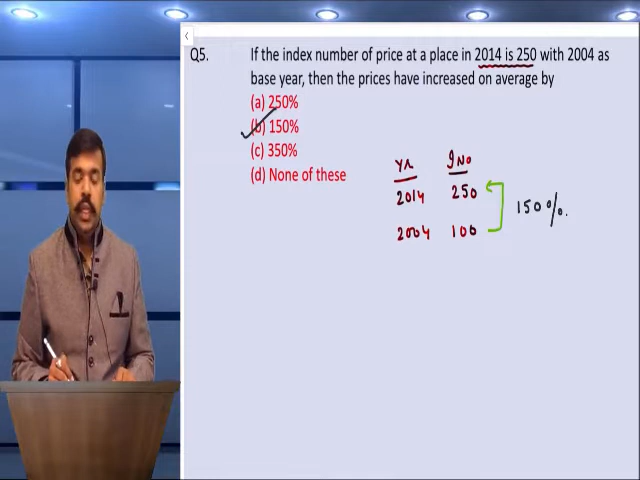 Q5. If the index number of price at a place in 2014 is 250 with 2004 as
base year, then the prices have increased on average by
(a) 250%
(b) 150%
(c) 350%
(d) None of these
Yr I No
2014 250
2004 100
150%.